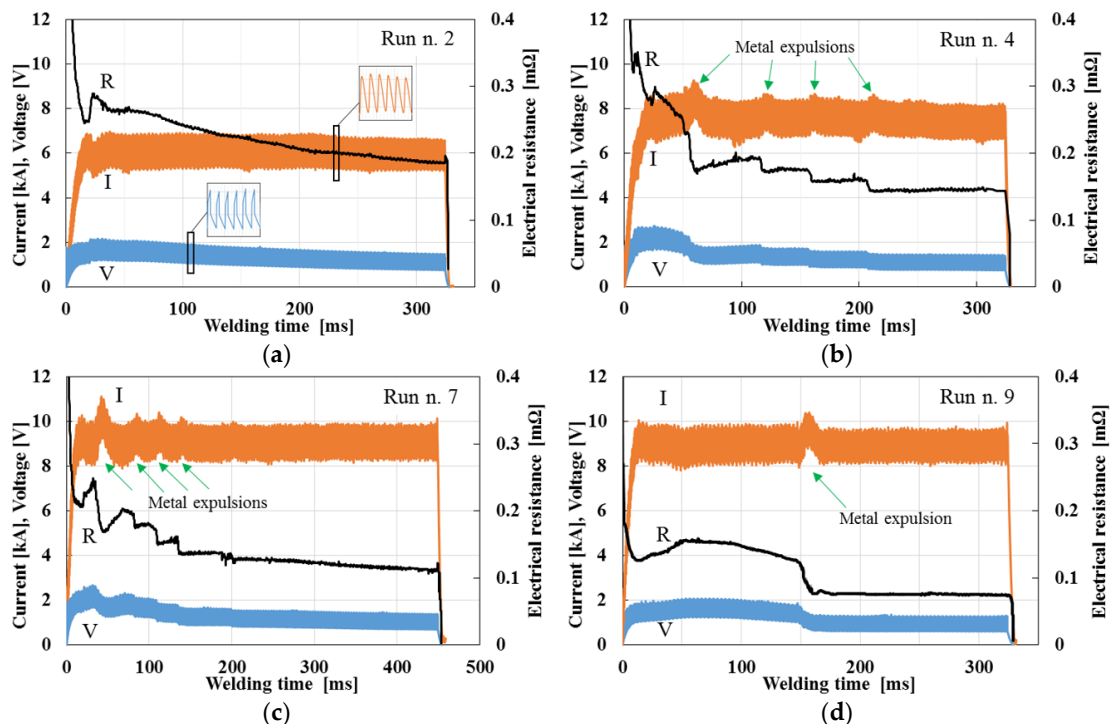 Run n. 2
Current [kA], Voltage [V]
12
10
8
6
4
2
0
R
I
V
0.4
0.3
0.2
0.1
0
Electrical resistance [mΩ]
0 100 200 300
Welding time [ms]
(a)
Run n. 4
Metal expulsions
Current [kA], Voltage [V]
12
10
8
6
4
2
0
R
I
V
0.4
0.3
0.2
0.1
0
Electrical resistance [mΩ]
0 100 200 300
Welding time [ms]
(b)
Run n. 7
Current [kA], Voltage [V]
12
10
8
6
4
2
0
I
Metal expulsions
R
V
0.4
0.3
0.2
0.1
0
Electrical resistance [mΩ]
0 100 200 300 400 500
Welding time [ms]
(c)
Run n. 9
Current [kA], Voltage [V]
12
10
8
6
4
2
0
I
Metal expulsion
R
V
0.4
0.3
0.2
0.1
0
Electrical resistance [mΩ]
0 100 200 300
Welding time [ms]
(d)